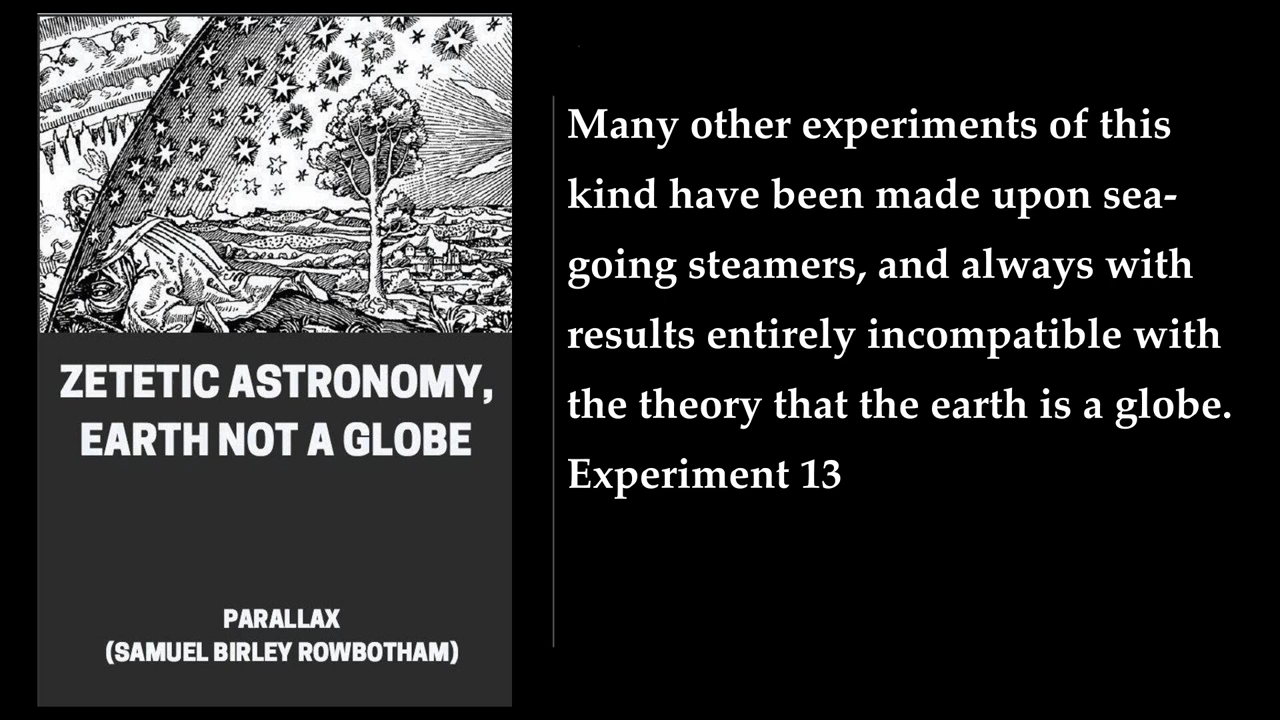 ZETETIC ASTRONOMY,
EARTH NOT A GLOBE
PARALLAX
(SAMUEL BIRLEY ROWBOTHAM)
Many other experiments of this
kind have been made upon sea-
going steamers, and always with
results entirely incompatible with
the theory that the earth is a globe.
Experiment 13